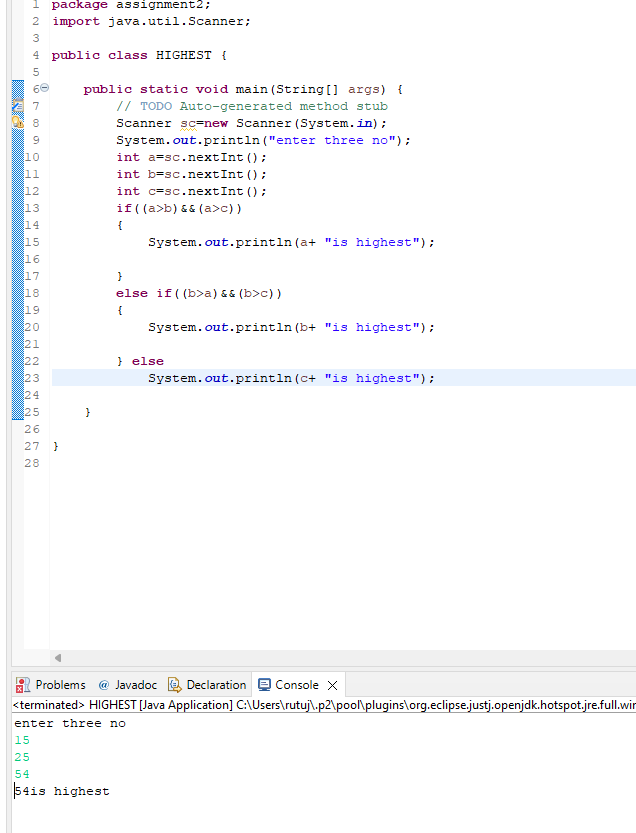 1 package assignment2;
2 import java.util.Scanner;
3
4 public class HIGHEST {
5
6 public static void main(String[] args) {
7 // TODO Auto-generated method stub
8 Scanner sc=new Scanner(System.in);
9 System.out.println("enter three no");
10 int a=sc.nextInt();
11 int b=sc.nextInt();
12 int c=sc.nextInt();
13 if((a>b)&&(a>c))
14 {
15 System.out.println(a+ "is highest");
16
17 }
18 else if((b>a)&&(b>c))
19 {
20 System.out.println(b+ "is highest");
21
22 } else
23 System.out.println(c+ "is highest");
24
25 }
26
27 }
28
Problems @ Javadoc Declaration Console
<terminated> HIGHEST [Java Application] C:\Users\rutuj\.p2\pool\plugins\org.eclipse.justj.openjdk.hotspot.jre.full.win
enter three no
15
25
54
54is highest